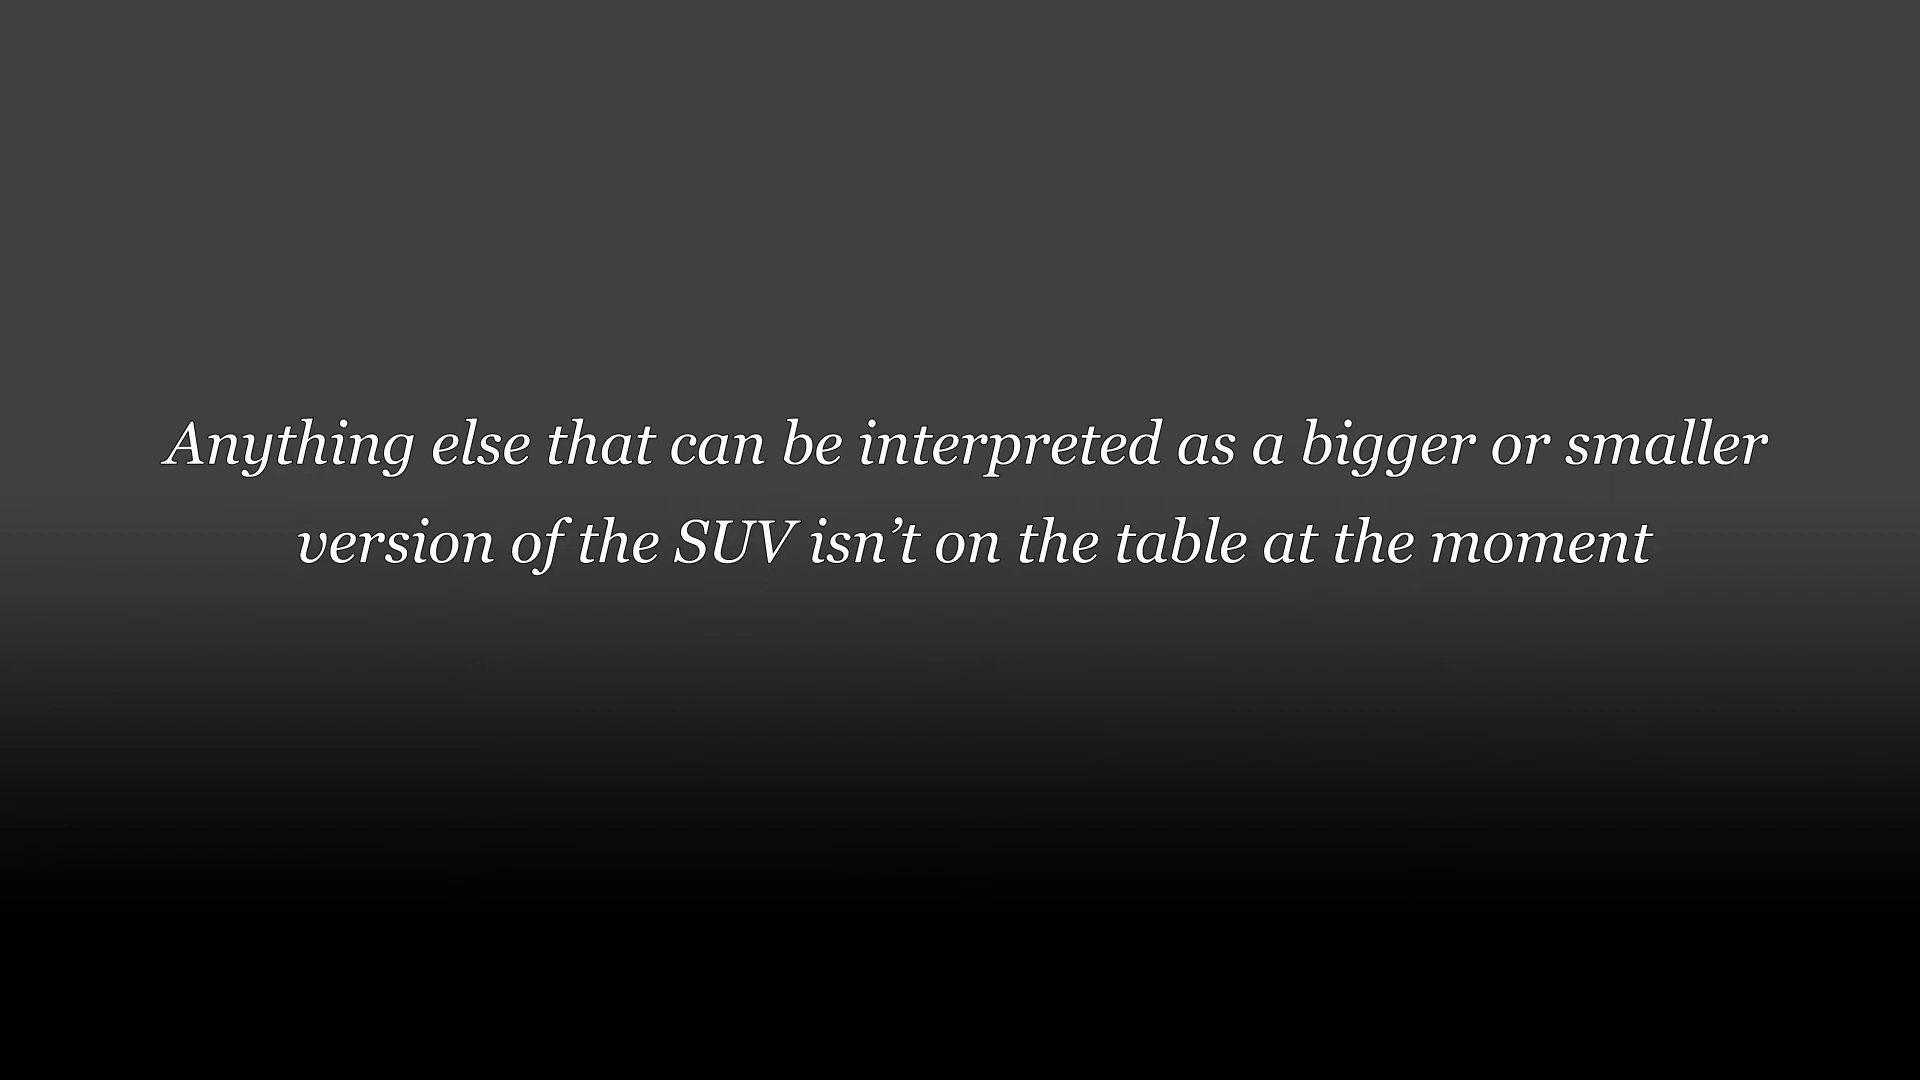 Anything else that can be interpreted as a bigger or smaller
version of the SUV isn’t on the table at the moment